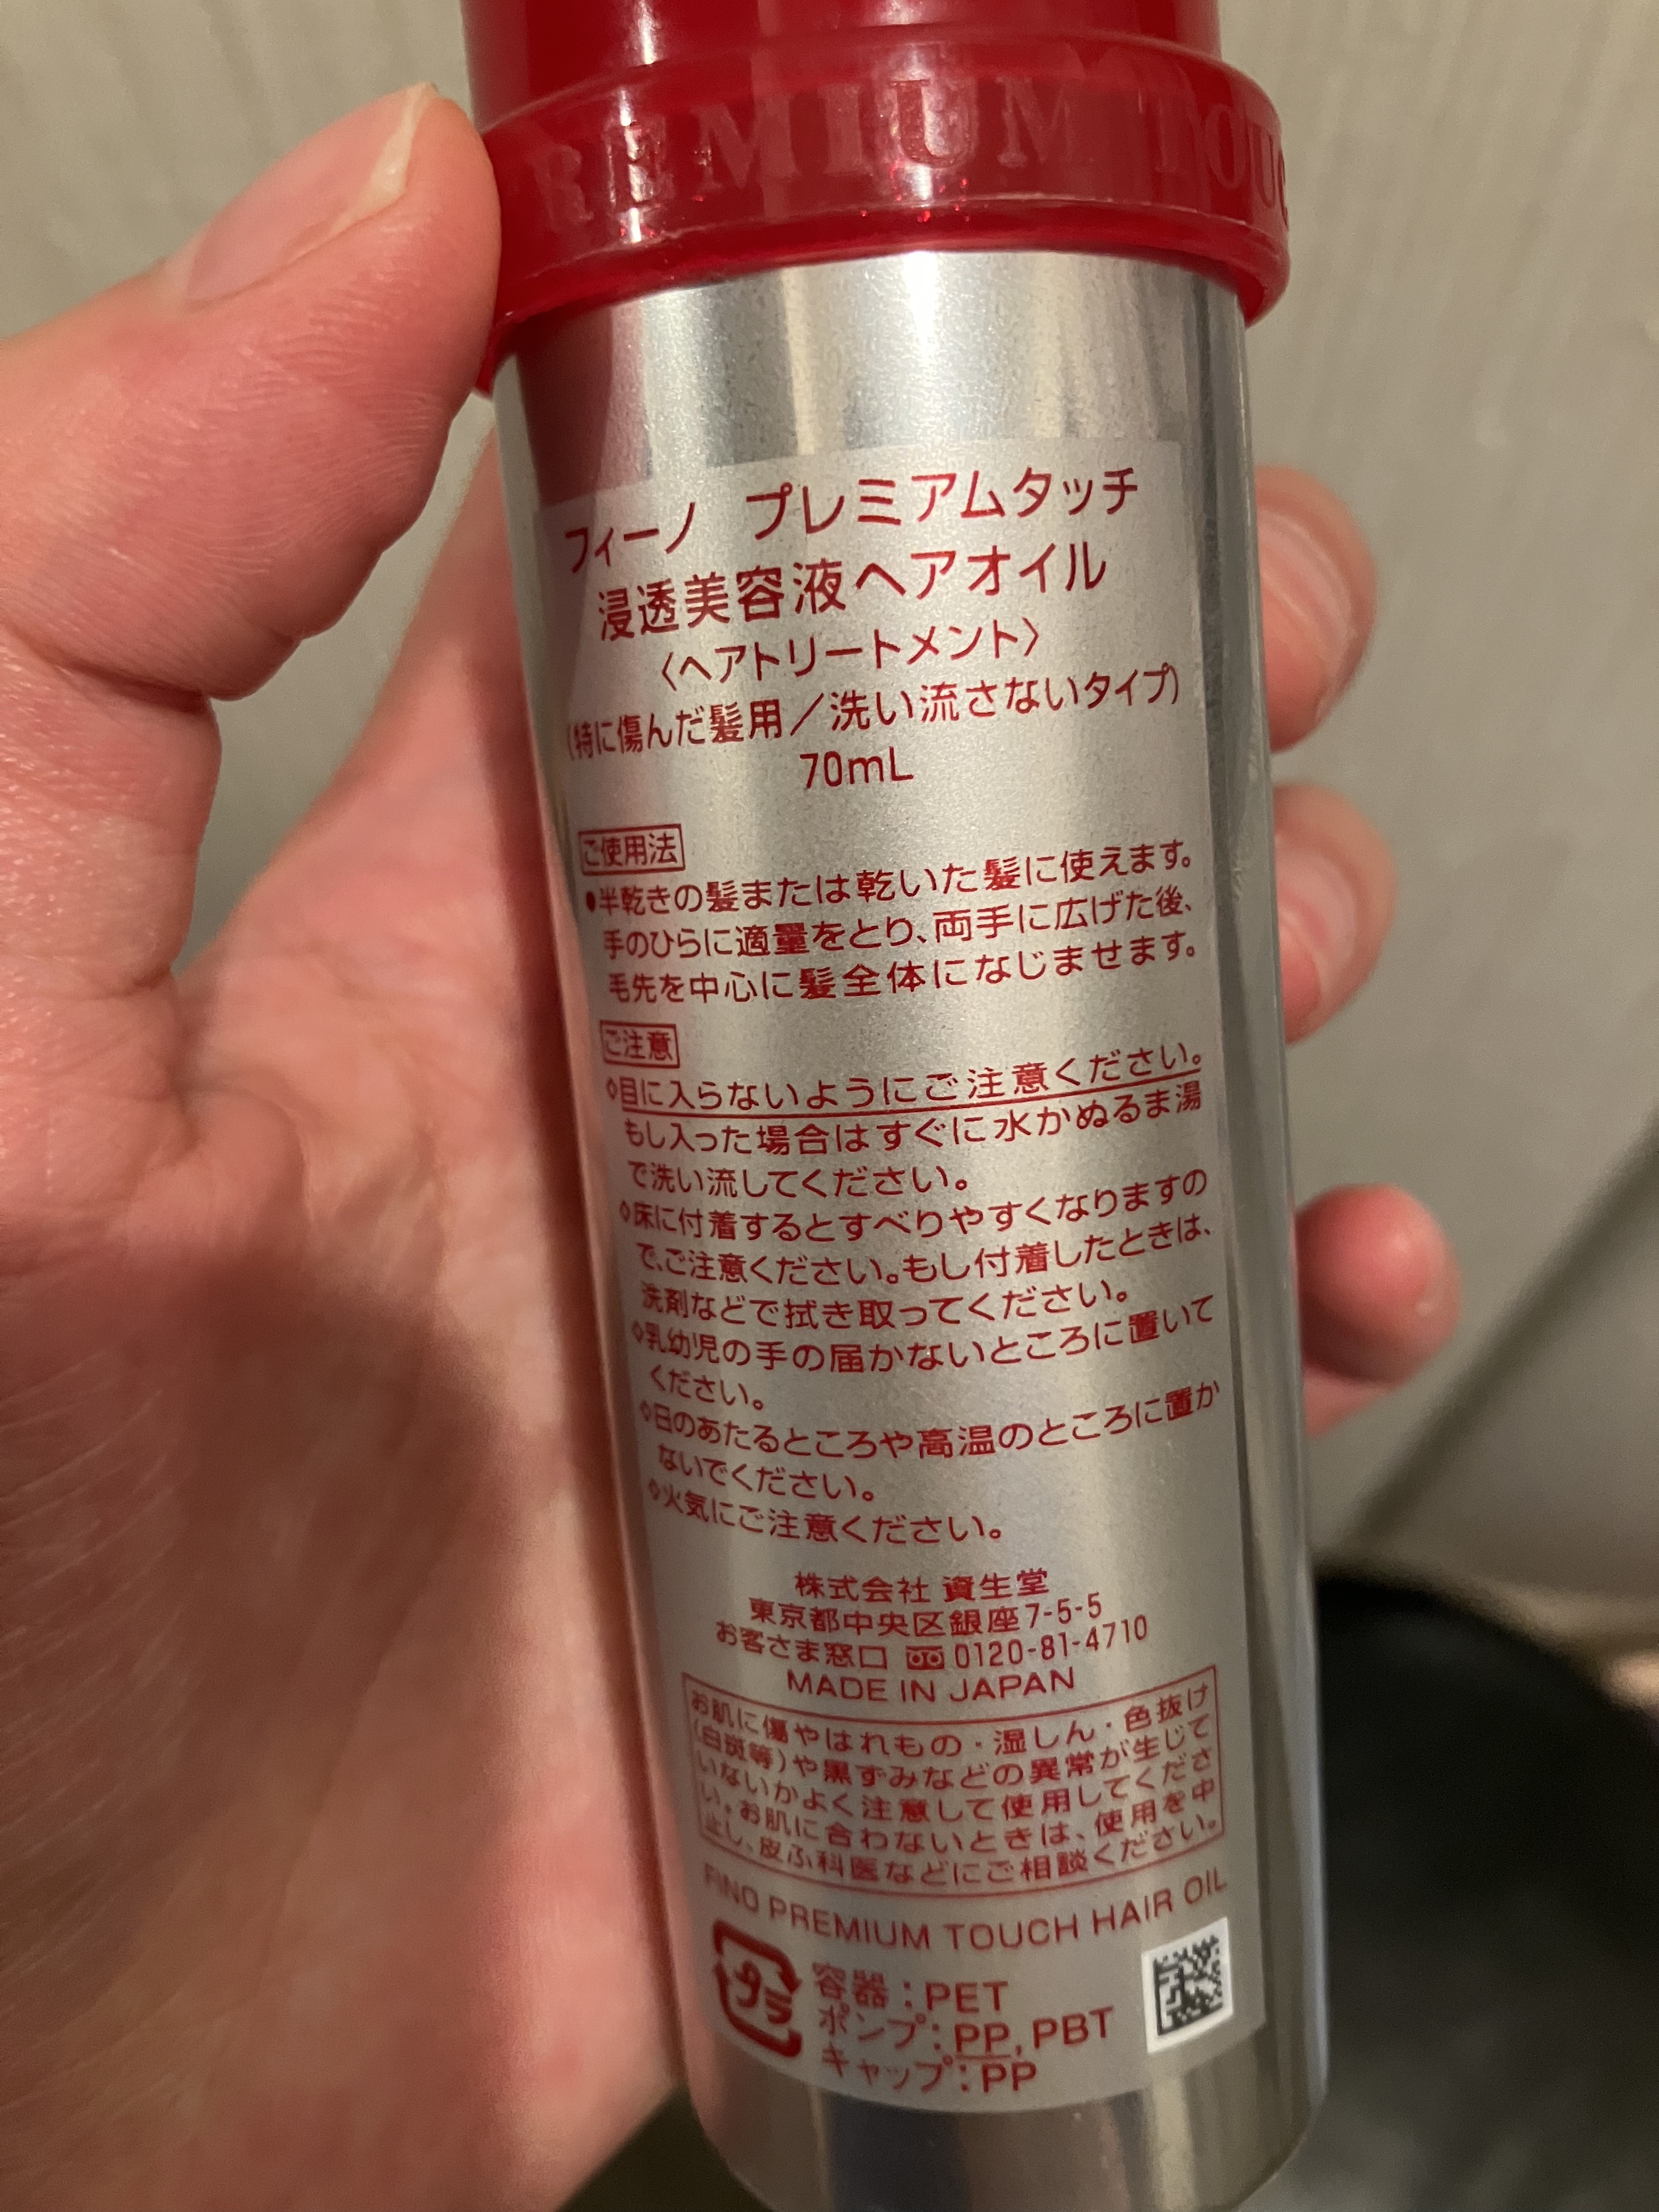 PREMIUM TOUC
フィーノ プレミアムタッチ
浸透美容液ヘアオイル
〈ヘアトリートメント〉
(特に傷んだ髪用／洗い流さないタイプ)
70mL
ご使用法
●半乾きの髪または乾いた髪に使えます。
手のひらに適量をとり、両手に広げた後、
毛先を中心に髪全体になじませます。
ご注意
◇目に入らないようにご注意ください。
もし入った場合はすぐに水かぬるま湯
で洗い流してください。
◇床に付着するとすべりやすくなりますの
で、ご注意ください。もし付着したときは、
洗剤などで拭き取ってください。
◇乳幼児の手の届かないところに置いて
ください。
◇日のあたるところや高温のところに置か
ないでください。
◇火気にご注意ください。
株式会社 資生堂
東京都中央区銀座7-5-5
お客さま窓口 0120-81-4710
MADE IN JAPAN
お肌に傷やはれもの・湿しん・色抜け
(白斑等)や黒ずみなどの異常が生じて
いないかよく注意して使用してくださ
い。お肌に合わないときは、使用を中
止し、皮ふ科医などにご相談ください。
FINO PREMIUM TOUCH HAIR OIL
プラ
容器：PET
ポンプ：PP, PBT
キャップ：PP